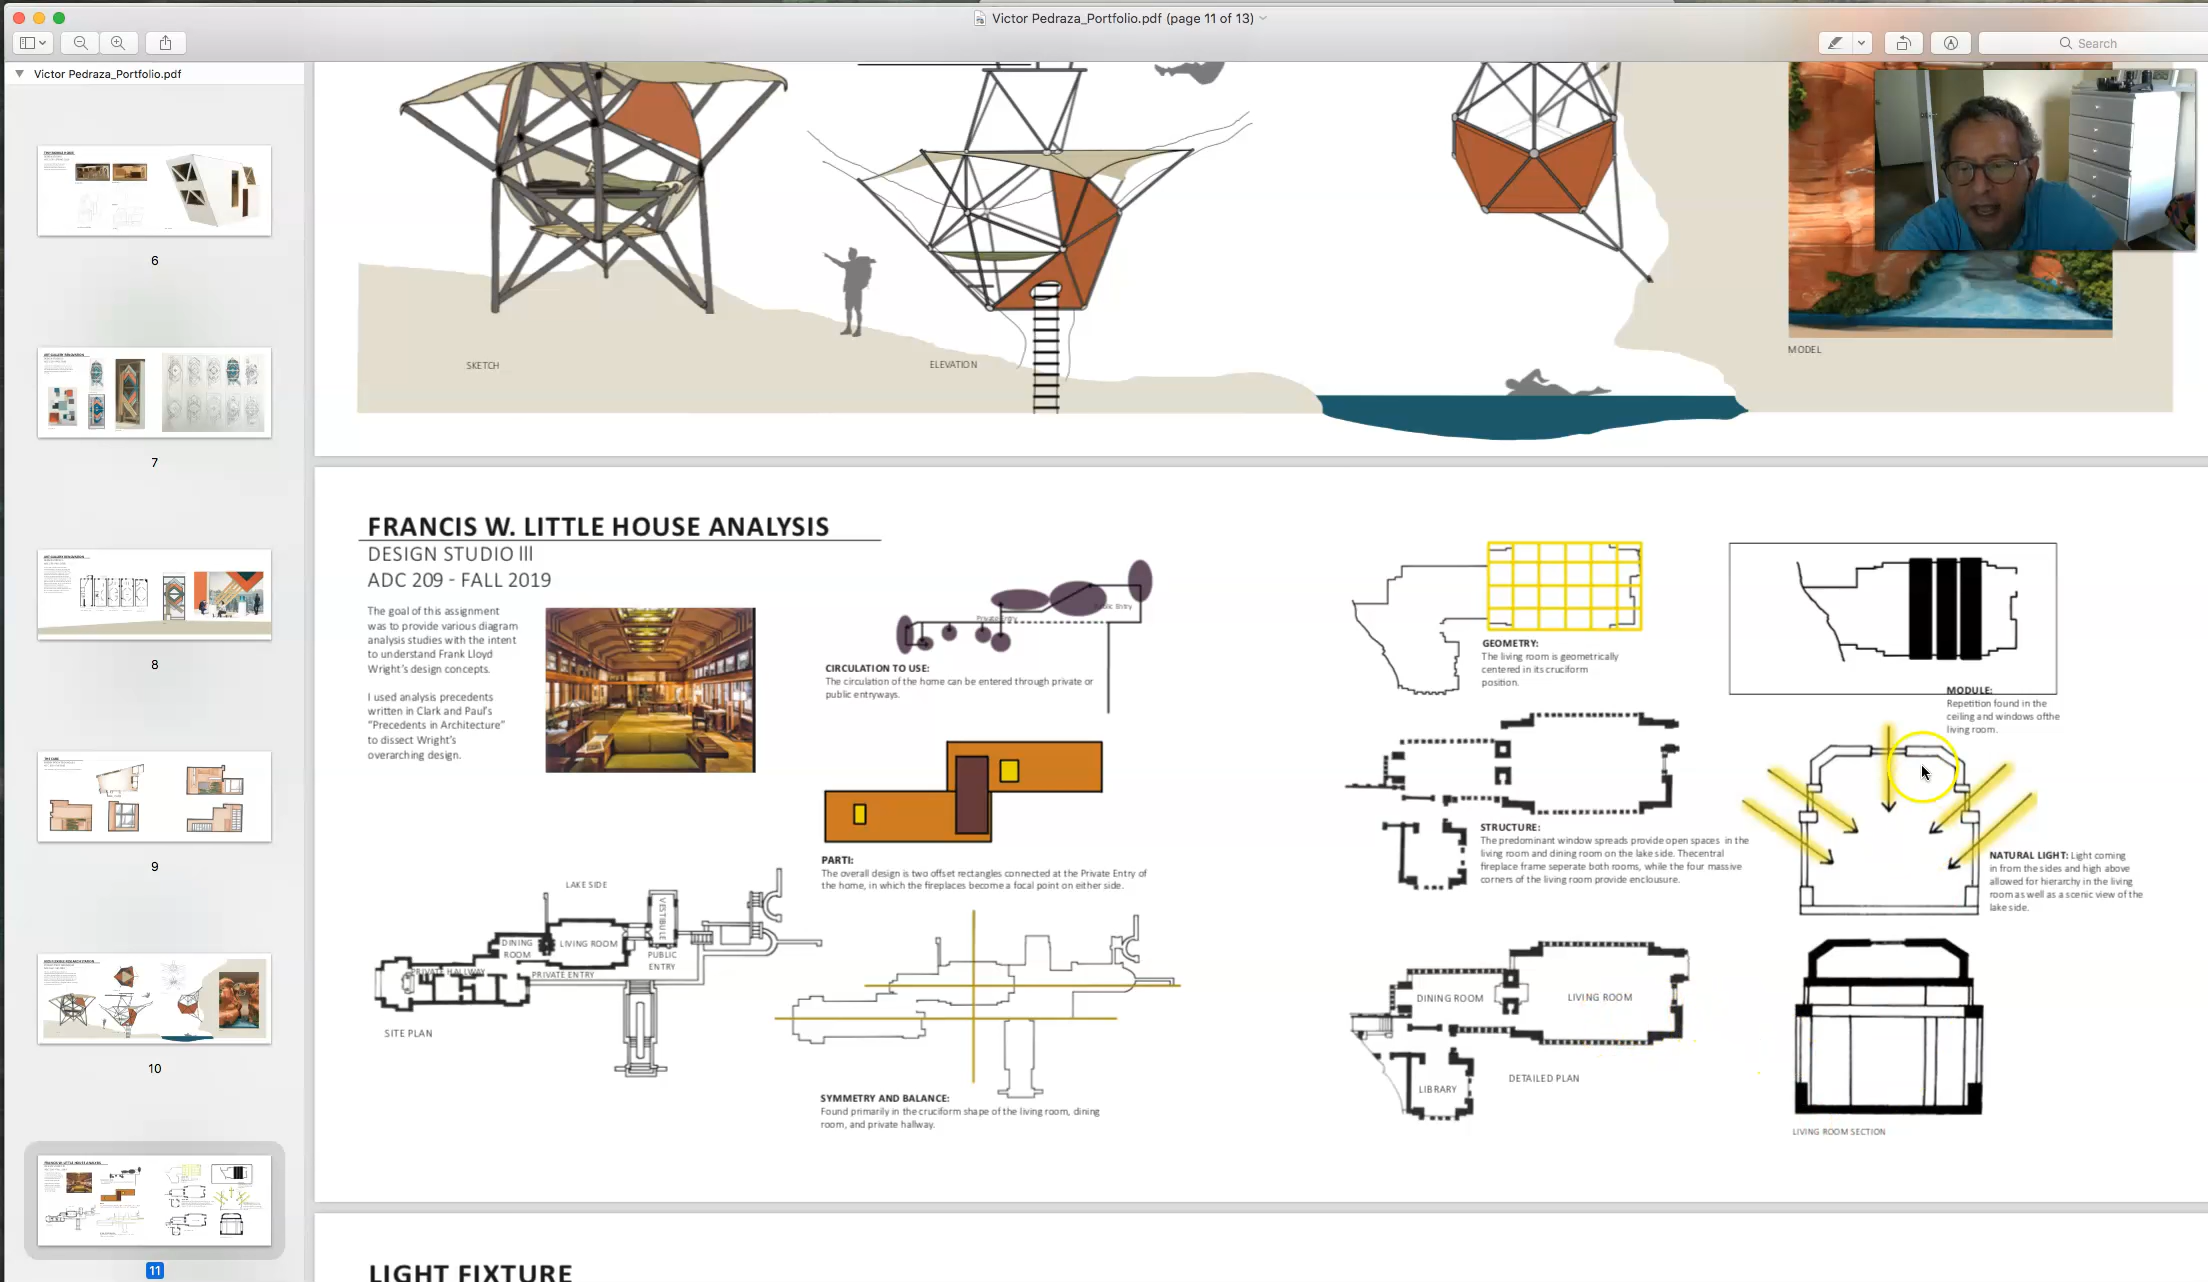 Victor Pedraza_Portfolio.pdf (page 11 of 13)
Search
Victor Pedraza_Portfolio.pdf
6
7
8
9
10
11
SKETCH
ELEVATION
MODEL
FRANCIS W. LITTLE HOUSE ANALYSIS
DESIGN STUDIO III
ADC 209 - FALL 2019
The goal of this assignment
was to provide various diagram
analysis studies with the intent
to understand Frank Lloyd
Wright's design concepts.
I used analysis precedents
written in Clark and Paul's
"Precedents in Architecture"
to dissect Wright's
overarching design.
Public Entry
Private Entry
CIRCULATION TO USE:
The circulation of the home can be entered through private or
public entryways.
PARTI:
The overall design is two offset rectangles connected at the Private Entry of
the home, in which the fireplaces become a focal point on either side.
LAKE SIDE
VESTIBULE
DINING
ROOM
LIVING ROOM
PUBLIC
ENTRY
PRIVATE HALLWAY
PRIVATE ENTRY
SITE PLAN
SYMMETRY AND BALANCE:
Found primarily in the cruciform shape of the living room, dining
room, and private hallway.
GEOMETRY:
The living room is geometrically
centered in its cruciform
position.
MODULE:
Repetition found in the
ceiling and windows ofthe
living room.
STRUCTURE:
The predominant window spreads provide open spaces in the
living room and dining room on the lake side. Thecentral
fireplace frame seperate both rooms, while the four massive
corners of the living room provide enclousure.
NATURAL LIGHT: Light coming
in from the sides and high above
allowed for hierarchy in the living
room as well as a scenic view of the
lake side.
DINING ROOM
LIVING ROOM
LIBRARY
DETAILED PLAN
LIVING ROOM SECTION
LIGHT FIXTURE